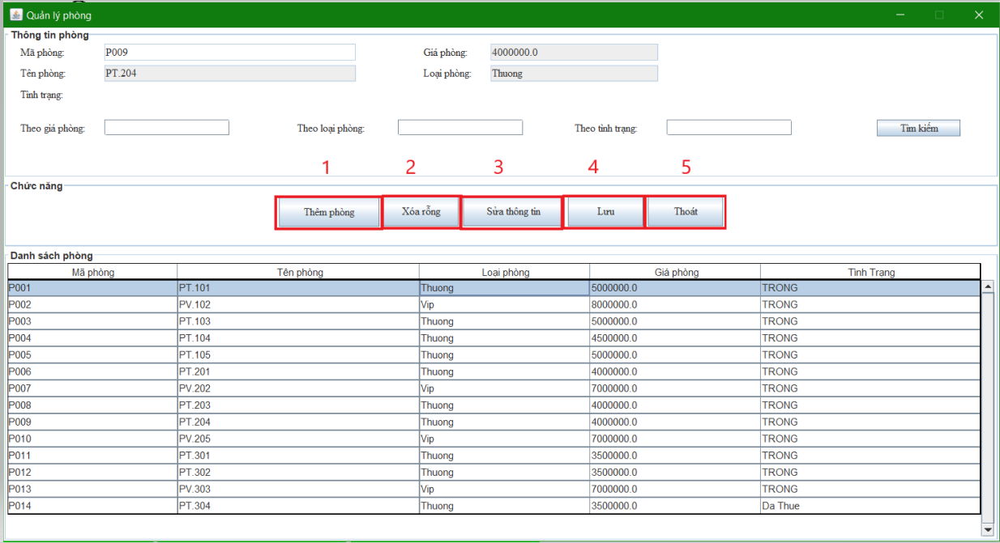 Quản lý phòng
Thông tin phòng
Mã phòng: P009 Giá phòng: 4000000.0
Tên phòng: PT.204 Loại phòng: Thuong
Tình trạng:
Theo giá phòng: Theo loại phòng: Theo tình trạng: Tìm kiếm
1 2 3 4 5
Chức năng
Thêm phòng Xóa rỗng Sửa thông tin Lưu Thoát
Danh sách phòng
Mã phòng Tên phòng Loại phòng Giá phòng Tình Trạng
P001 PT.101 Thuong 5000000.0 TRONG
P002 PV.102 Vip 8000000.0 TRONG
P003 PT.103 Thuong 5000000.0 TRONG
P004 PT.104 Thuong 4500000.0 TRONG
P005 PT.105 Thuong 5000000.0 TRONG
P006 PT.201 Thuong 4000000.0 TRONG
P007 PV.202 Vip 7000000.0 TRONG
P008 PT.203 Thuong 4000000.0 TRONG
P009 PT.204 Thuong 4000000.0 TRONG
P010 PV.205 Vip 7000000.0 TRONG
P011 PT.301 Thuong 3500000.0 TRONG
P012 PT.302 Thuong 3500000.0 TRONG
P013 PV.303 Vip 7000000.0 TRONG
P014 PT.304 Thuong 3500000.0 Da Thue